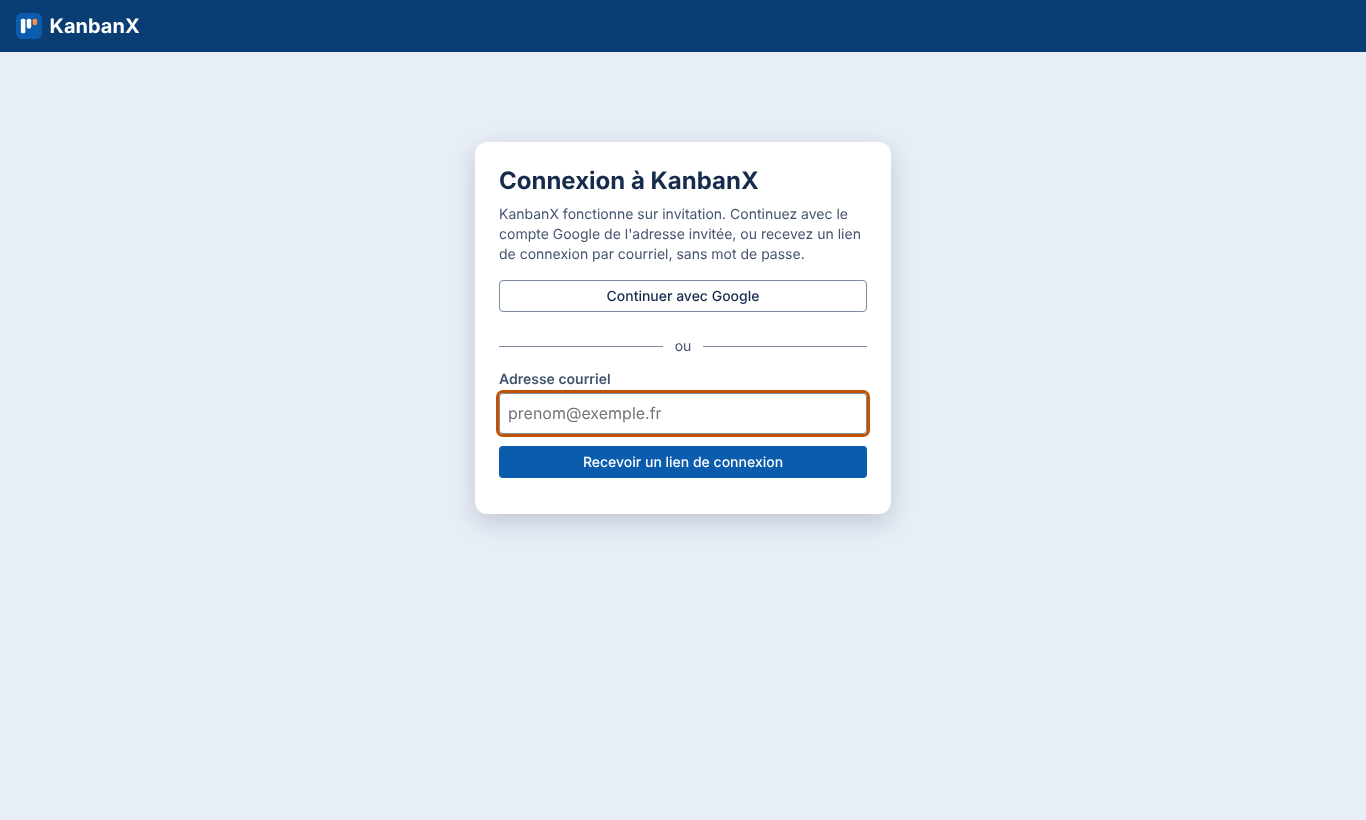 KanbanX
Connexion à KanbanX
KanbanX fonctionne sur invitation. Continuez avec le
compte Google de l'adresse invitée, ou recevez un lien
de connexion par courriel, sans mot de passe.
Continuer avec Google
ou
Adresse courriel
prenom@exemple.fr
Recevoir un lien de connexion